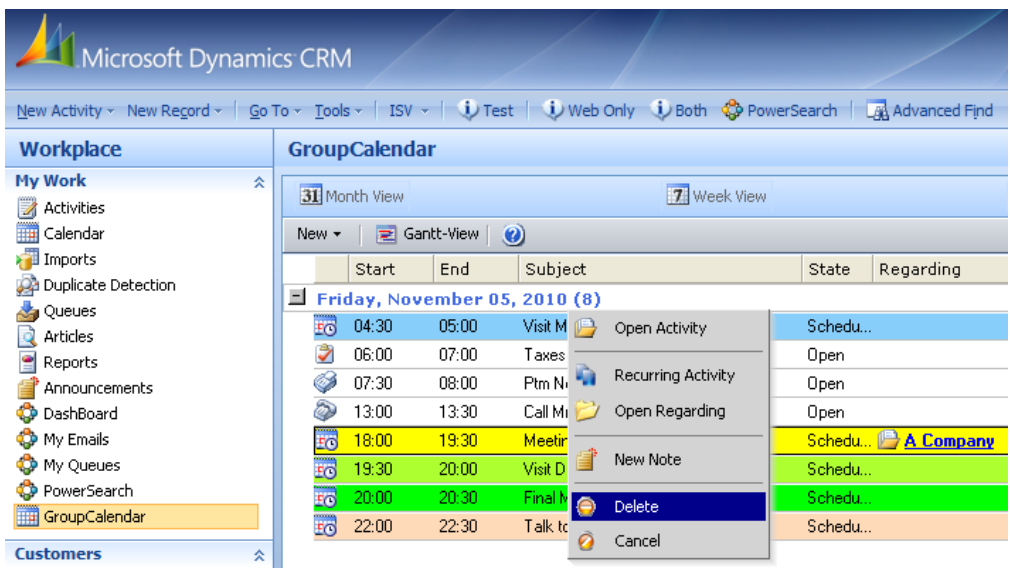 Microsoft Dynamics CRM
New Activity New Record Go To Tools ISV Test Web Only Both PowerSearch Advanced Find
Workplace GroupCalendar
My Work
Activities
Calendar
Imports
Duplicate Detection
Queues
Articles
Reports
Announcements
DashBoard
My Emails
My Queues
PowerSearch
GroupCalendar
Customers
31 Month View 7 Week View
New Gantt-View
Start End Subject State Regarding
Friday, November 05, 2010 (8)
04:30 05:00 Visit Schedu...
06:00 07:00 Taxes Open
07:30 08:00 Ptm Open
13:00 13:30 Call Open
18:00 19:30 Schedu... A Company
19:30 20:00 Visit D Schedu...
20:00 20:30 Final Schedu...
22:00 22:30 Talk Schedu...
Open Activity
Recurring Activity
Open Regarding
New Note
Delete
Cancel